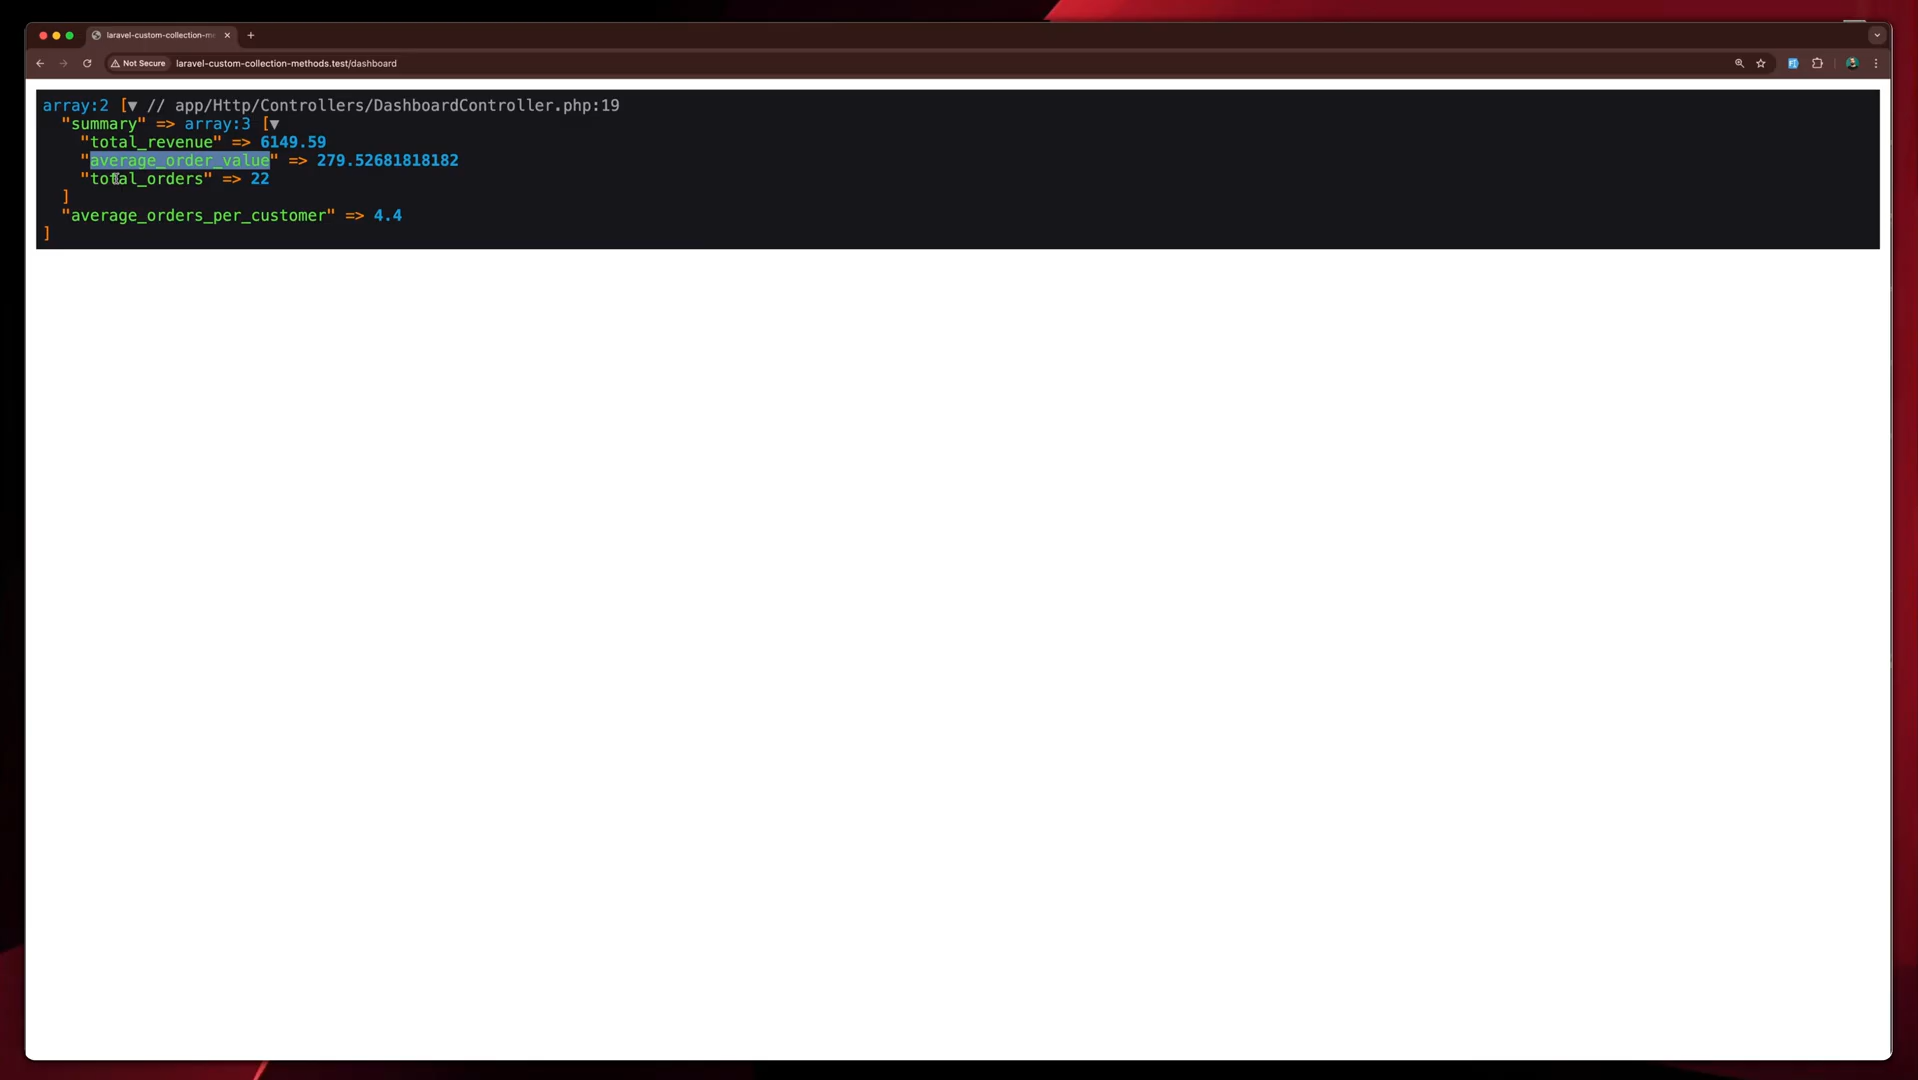 laravel-custom-collection-me
Not Secure laravel-custom-collection-methods.test/dashboard
array:2 [▼ // app/Http/Controllers/DashboardController.php:19
"summary" => array:3 [▼
"total_revenue" => 6149.59
"average_order_value" => 279.52681818182
"total_orders" => 22
]
"average_orders_per_customer" => 4.4
]